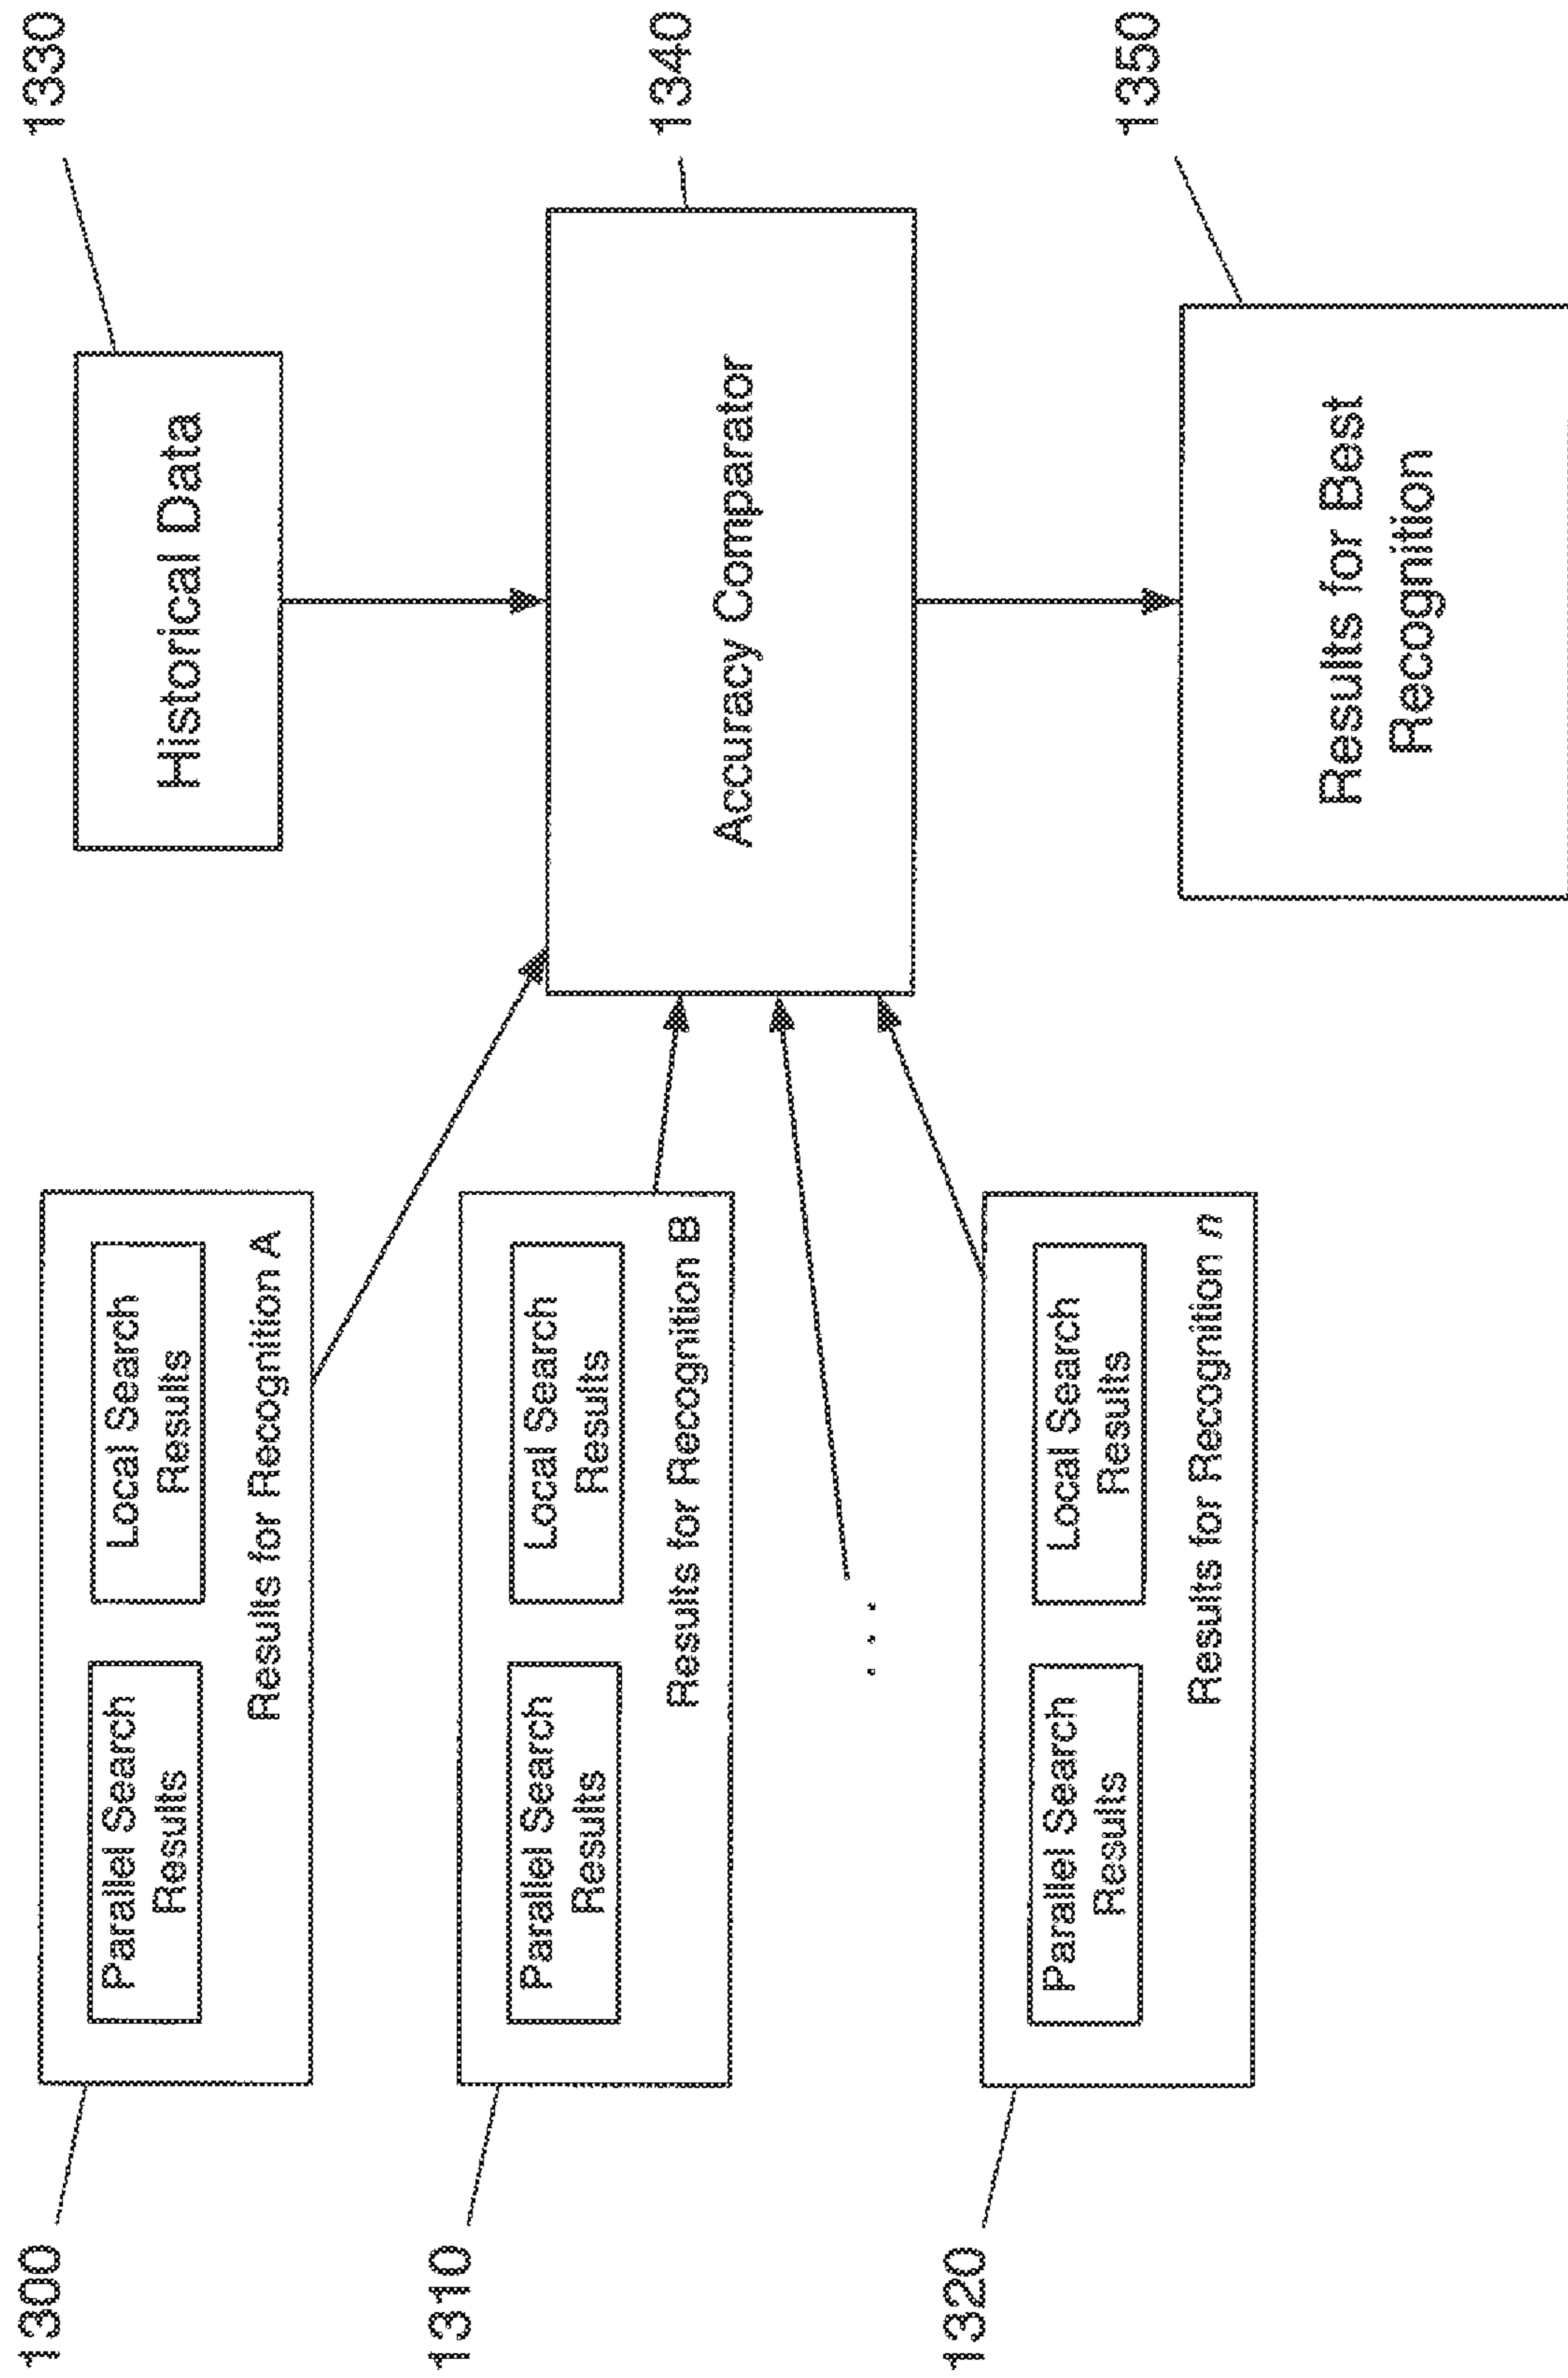 1300
Parallel Search
Results
Local Search
Results
Results for Recognition A
1310
Parallel Search
Results
Local Search
Results
Results for Recognition B
. . .
1320
Parallel Search
Results
Local Search
Results
Results for Recognition n
1330
Historical Data
1340
Accuracy Comparator
1350
Results for Best
Recognition